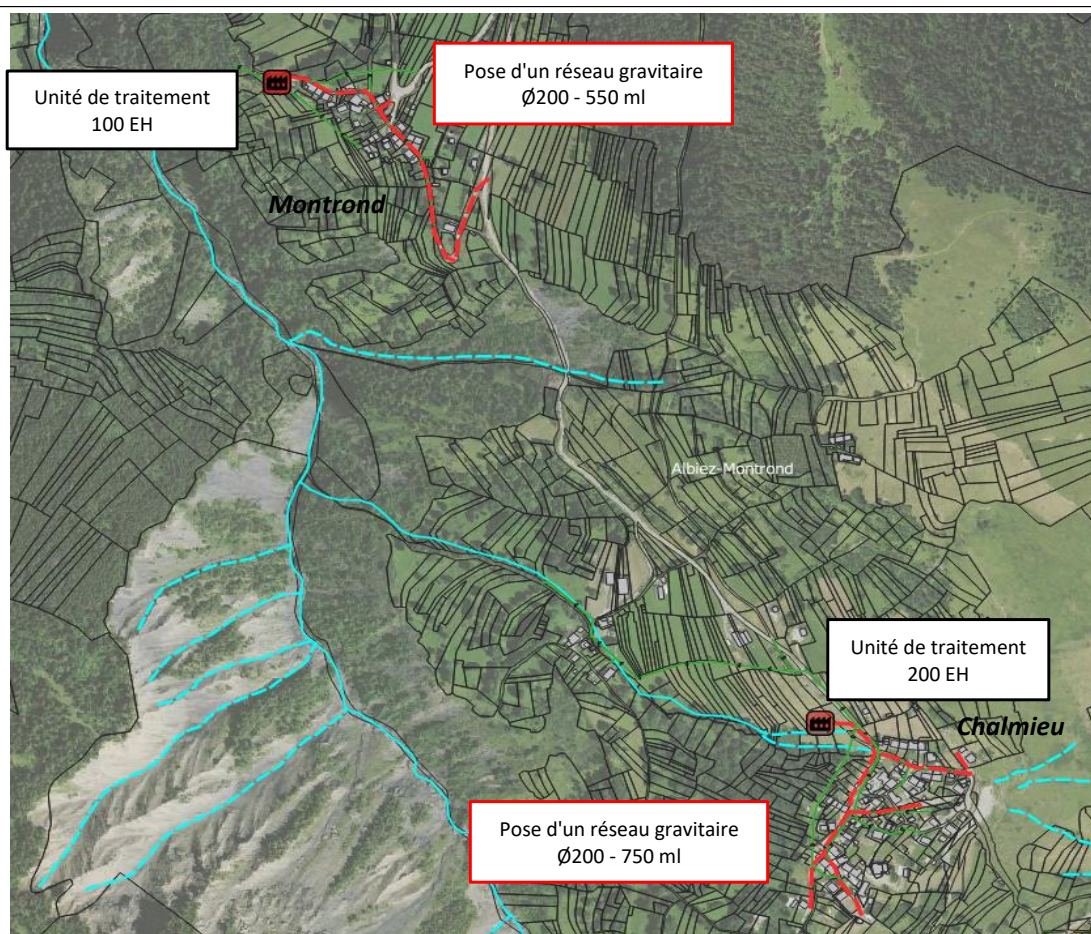 Unité de traitement
100 EH
Pose d'un réseau gravitaire
Ø200 - 550 ml
Montrond
Albiez-Montrond
Unité de traitement
200 EH
Chalmieu
Pose d'un réseau gravitaire
Ø200 - 750 ml